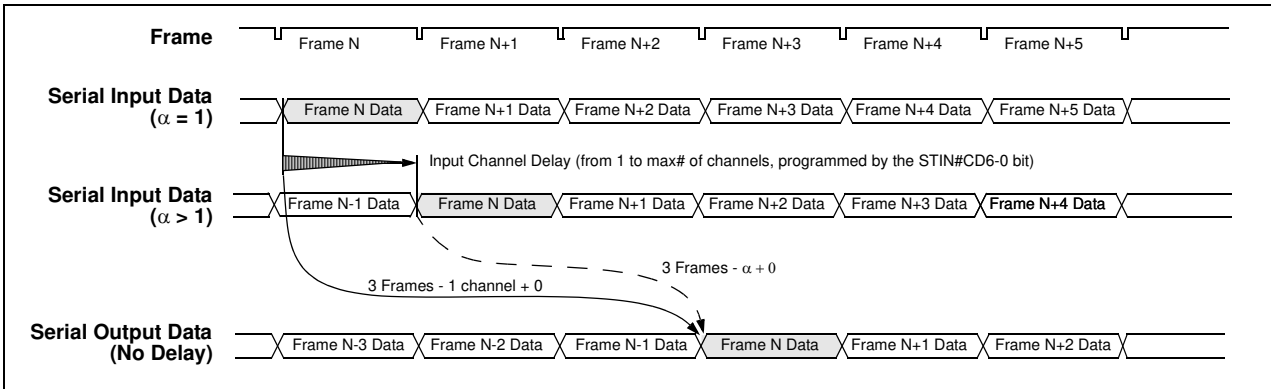 Frame
Frame N Frame N+1 Frame N+2 Frame N+3 Frame N+4 Frame N+5
Serial Input Data
(α = 1)
Frame N Data Frame N+1 Data Frame N+2 Data Frame N+3 Data Frame N+4 Data Frame N+5 Data
Input Channel Delay (from 1 to max# of channels, programmed by the STIN#CD6-0 bit)
Serial Input Data
(α > 1)
Frame N-1 Data Frame N Data Frame N+1 Data Frame N+2 Data Frame N+3 Data Frame N+4 Data
3 Frames - α + 0
3 Frames - 1 channel + 0
Serial Output Data
(No Delay)
Frame N-3 Data Frame N-2 Data Frame N-1 Data Frame N Data Frame N+1 Data Frame N+2 Data